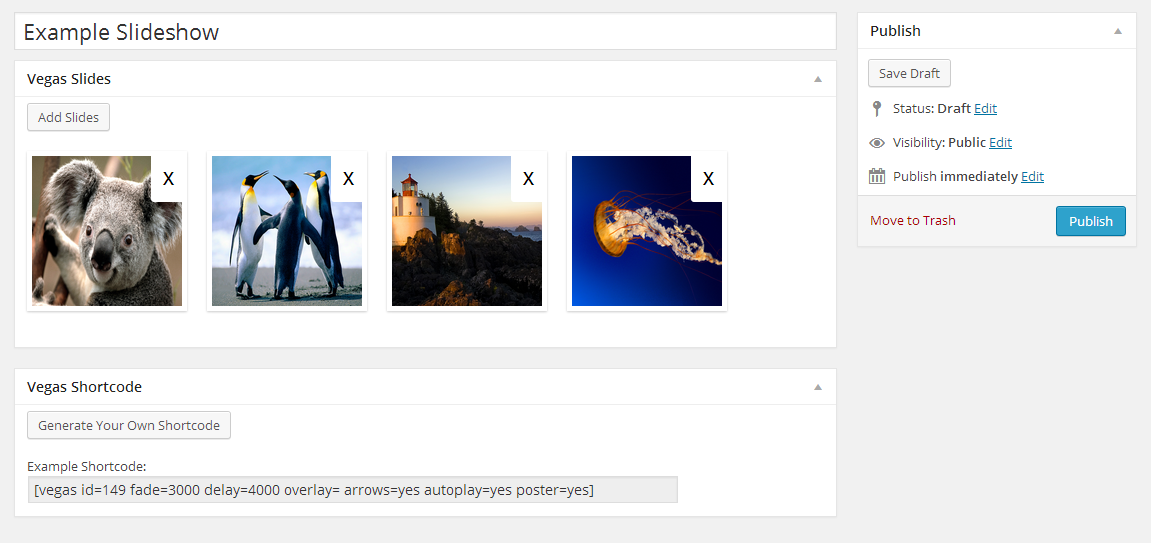 Example Slideshow
Vegas Slides
Add Slides
X X X X
Vegas Shortcode
Generate Your Own Shortcode
Example Shortcode:
[vegas id=149 fade=3000 delay=4000 overlay= arrows=yes autoplay=yes poster=yes]
Publish
Save Draft
Status: Draft Edit
Visibility: Public Edit
Publish immediately Edit
Move to Trash Publish